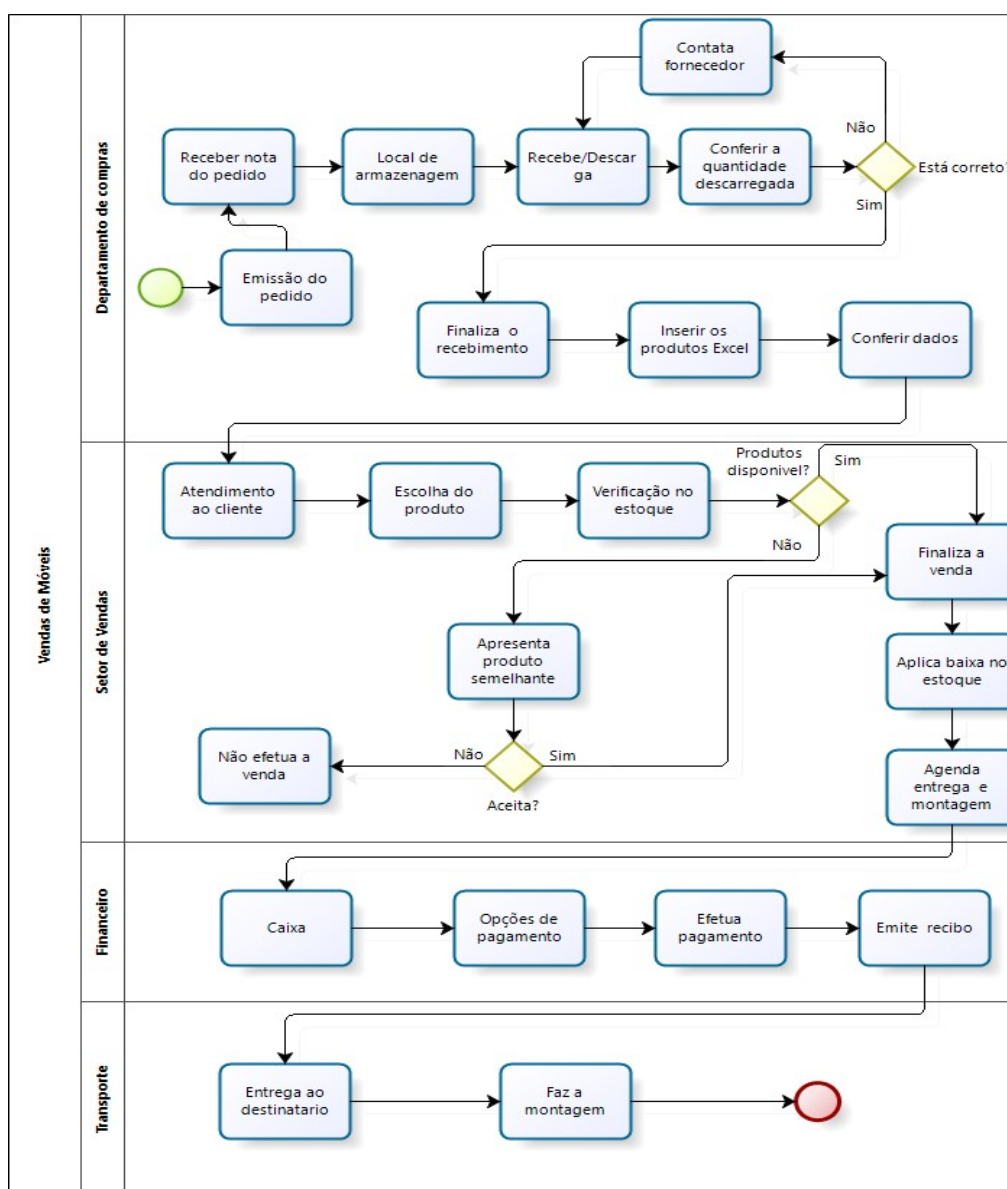 Vendas de Móveis
Departamento de compras
Contata
fornecedor
Não
Receber nota
do pedido
Local de
armazenagem
Recebe/Descar
ga
Conferir a
quantidade
descarregada
Está correto?
Sim
Emissão do
pedido
Finaliza o
recebimento
Inserir os
produtos Excel
Conferir dados
Setor de Vendas
Atendimento
ao cliente
Escolha do
produto
Verificação no
estoque
Produtos
disponivel?
Sim
Não
Finaliza a
venda
Apresenta
produto
semelhante
Aplica baixa no
estoque
Não efetua a
venda
Não
Sim
Aceita?
Agenda
entrega e
montagem
Financeiro
Caixa
Opções de
pagamento
Efetua
pagamento
Emite recibo
Transporte
Entrega ao
destinatario
Faz a
montagem